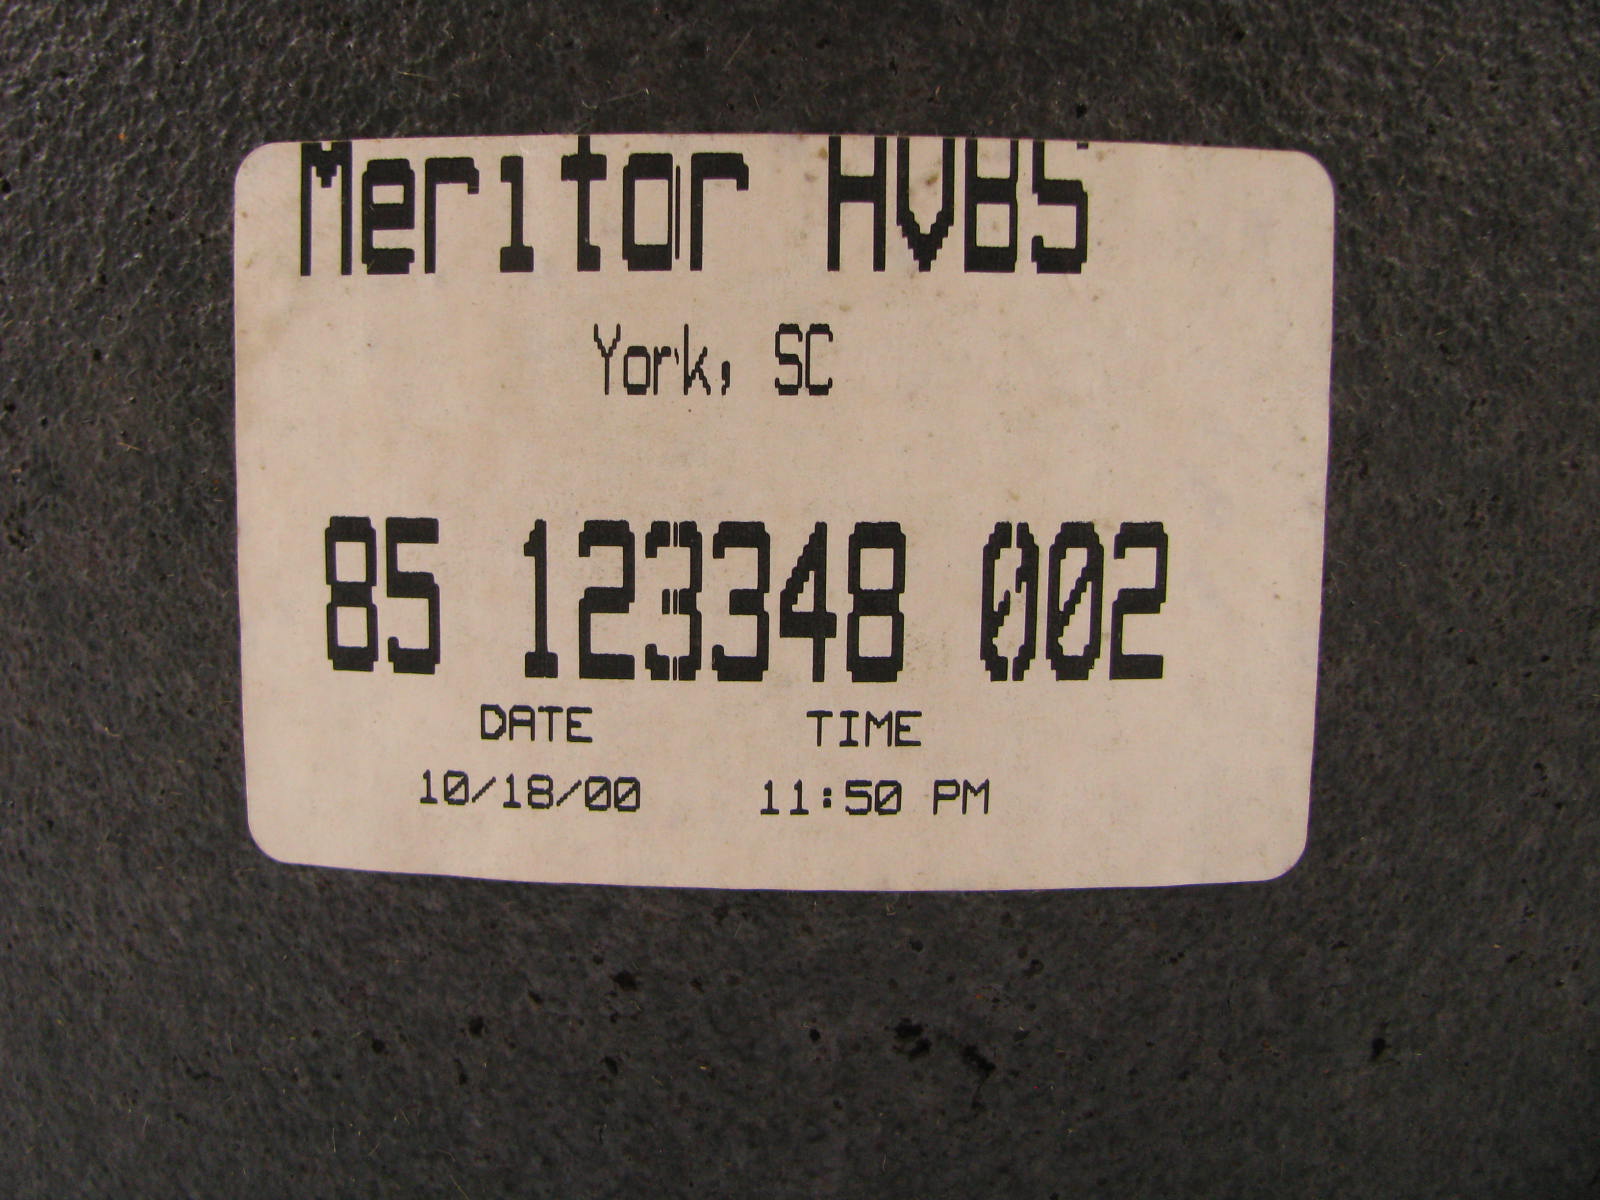 Meritor HVBS
York, SC
85 123348 002
DATE TIME
10/18/00 11:50 PM